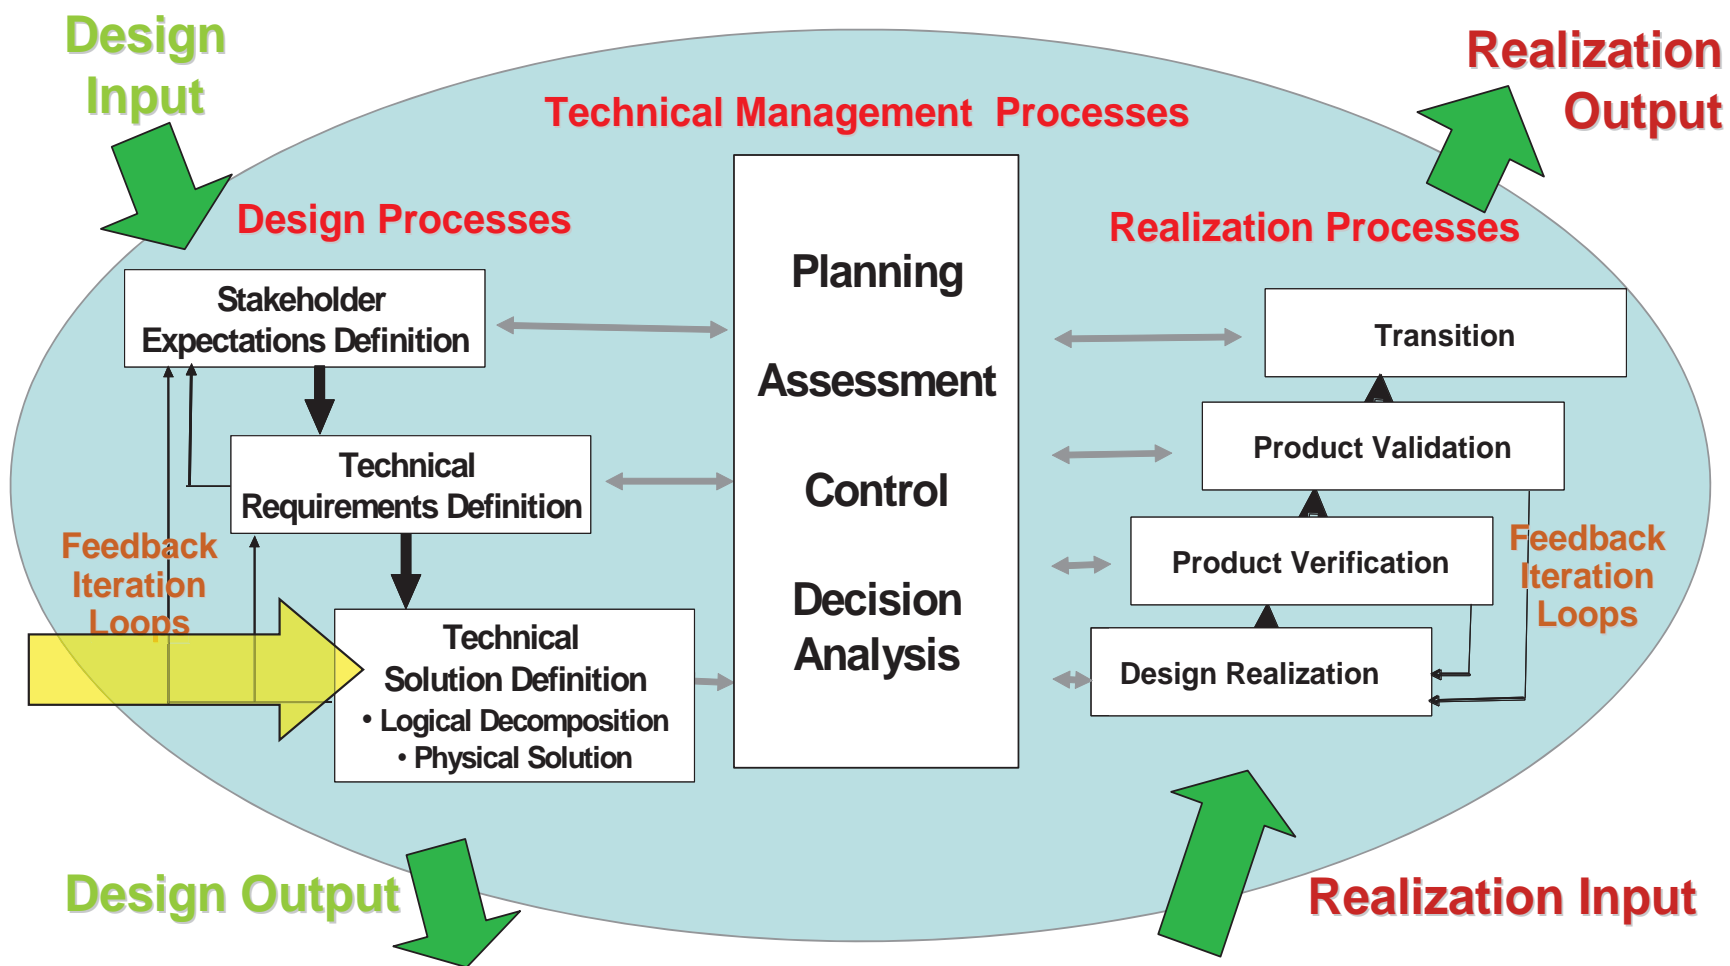 Design
Input
Realization
Output
Technical Management Processes
Design Processes
Realization Processes
Stakeholder
Expectations Definition
Technical
Requirements Definition
Feedback
Iteration
Loops
Technical
Solution Definition
• Logical Decomposition
• Physical Solution
Planning
Assessment
Control
Decision
Analysis
Transition
Product Validation
Product Verification
Design Realization
Feedback
Iteration
Loops
Design Output
Realization Input